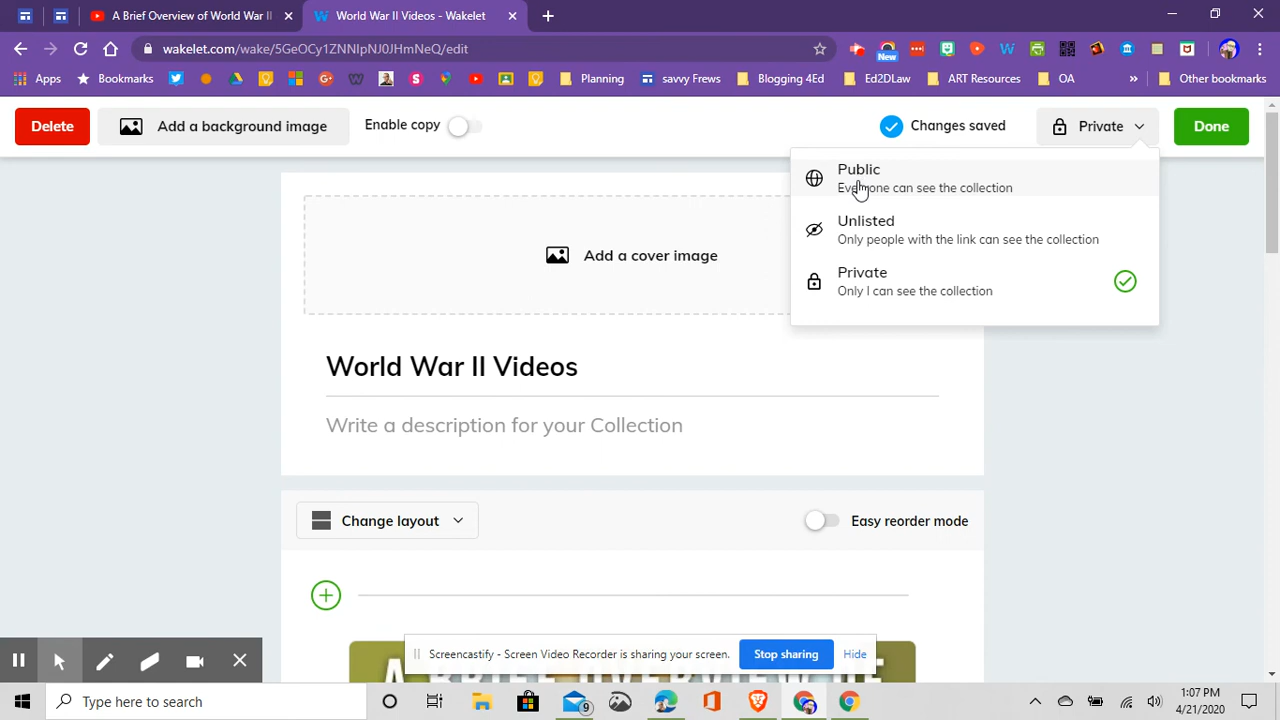 A Brief Overview of World War II
World War II Videos - Wakelet
wakelet.com/wake/5GeOCy1ZNNIpNJ0JHmNeQ/edit
New
Apps
Bookmarks
Planning
savvy Frews
Blogging 4Ed
Ed2DLaw
ART Resources
OA
Other bookmarks
Delete
Add a background image
Enable copy
Changes saved
Private
Done
Public
Everyone can see the collection
Unlisted
Only people with the link can see the collection
Private
Only I can see the collection
Add a cover image
World War II Videos
Write a description for your Collection
Change layout
Easy reorder mode
Screencastify - Screen Video Recorder is sharing your screen.
Stop sharing
Hide
Type here to search
9
1:07 PM
4/21/2020